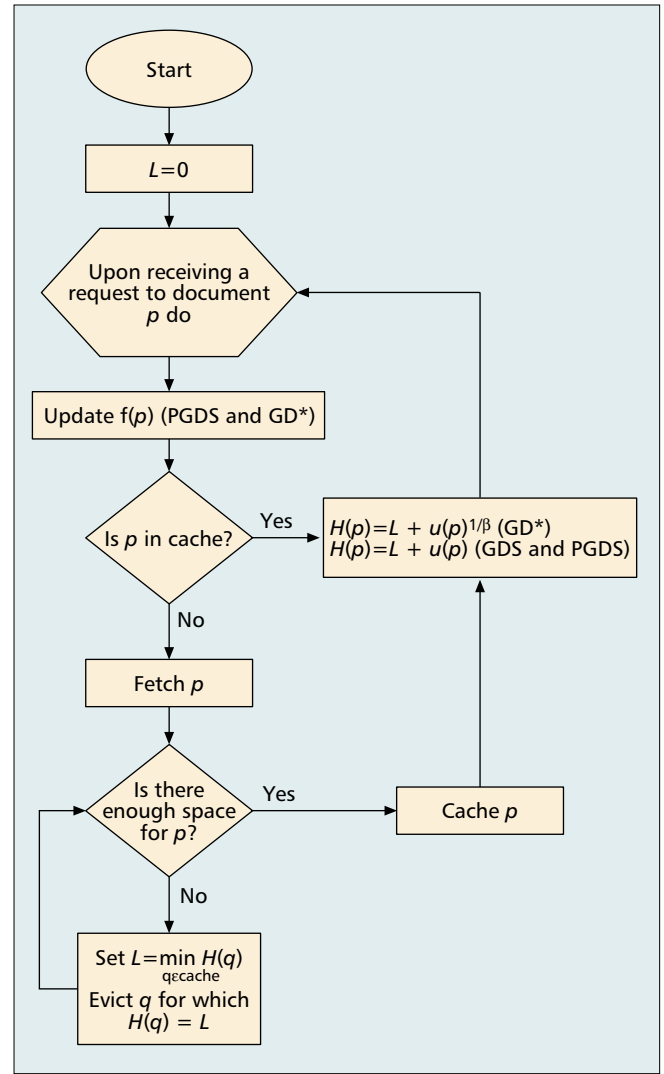 Start
L=0
Upon receiving a
request to document
p do
Update f(p) (PGDS and GD*)
Is p in cache?
Yes
H(p)=L + u(p)^1/β (GD*)
H(p)=L + u(p) (GDS and PGDS)
No
Fetch p
Is there
enough space
for p?
Yes
Cache p
No
Set L=min H(q)
qεcache
Evict q for which
H(q) = L